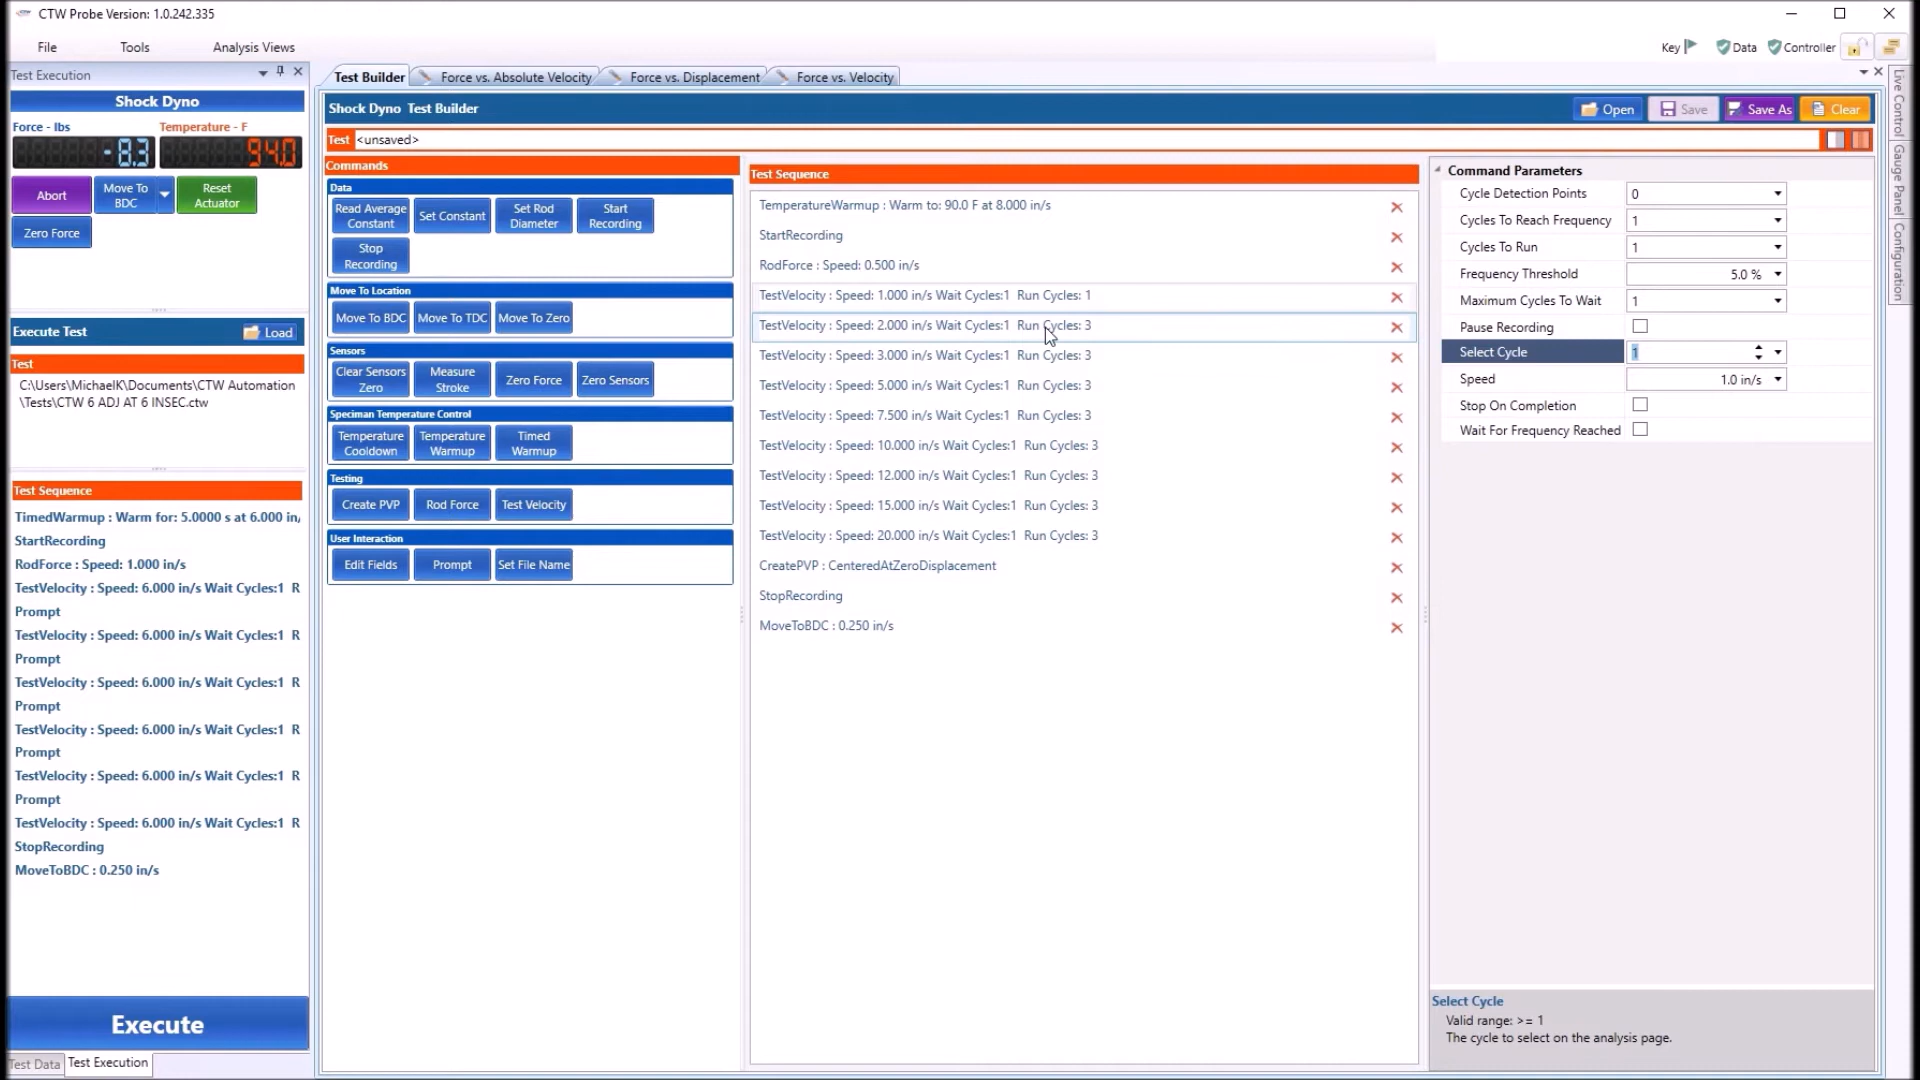 CTW Probe Version: 1.0.242.335
File Tools Analysis Views
Key Data Controller
Test Execution
Shock Dyno
Force - lbs Temperature - F
-8.3 94.0
Abort
Move To BDC
Reset Actuator
Zero Force
Execute Test Load
Test
C:\Users\MichaelK\Documents\CTW Automation
\Tests\CTW 6 ADJ AT 6 INSEC.ctw
Test Sequence
TimedWarmup : Warm for: 5.0000 s at 6.000 in/
StartRecording
RodForce : Speed: 1.000 in/s
TestVelocity : Speed: 6.000 in/s Wait Cycles:1 R
Prompt
TestVelocity : Speed: 6.000 in/s Wait Cycles:1 R
Prompt
TestVelocity : Speed: 6.000 in/s Wait Cycles:1 R
Prompt
TestVelocity : Speed: 6.000 in/s Wait Cycles:1 R
Prompt
TestVelocity : Speed: 6.000 in/s Wait Cycles:1 R
Prompt
TestVelocity : Speed: 6.000 in/s Wait Cycles:1 R
StopRecording
MoveToBDC : 0.250 in/s
Execute
Test Data Test Execution
Test Builder Force vs. Absolute Velocity Force vs. Displacement Force vs. Velocity
Shock Dyno Test Builder
Open Save Save As Clear
Test <unsaved>
Commands
Data
Read Average Constant
Set Constant
Set Rod Diameter
Start Recording
Stop Recording
Move To Location
Move To BDC Move To TDC Move To Zero
Sensors
Clear Sensors Zero
Measure Stroke
Zero Force
Zero Sensors
Speciman Temperature Control
Temperature Cooldown
Temperature Warmup
Timed Warmup
Testing
Create PVP Rod Force Test Velocity
User Interaction
Edit Fields Prompt Set File Name
Test Sequence
TemperatureWarmup : Warm to: 90.0 F at 8.000 in/s
StartRecording
RodForce : Speed: 0.500 in/s
TestVelocity : Speed: 1.000 in/s Wait Cycles:1 Run Cycles: 1
TestVelocity : Speed: 2.000 in/s Wait Cycles:1 Run Cycles: 3
TestVelocity : Speed: 3.000 in/s Wait Cycles:1 Run Cycles: 3
TestVelocity : Speed: 5.000 in/s Wait Cycles:1 Run Cycles: 3
TestVelocity : Speed: 7.500 in/s Wait Cycles:1 Run Cycles: 3
TestVelocity : Speed: 10.000 in/s Wait Cycles:1 Run Cycles: 3
TestVelocity : Speed: 12.000 in/s Wait Cycles:1 Run Cycles: 3
TestVelocity : Speed: 15.000 in/s Wait Cycles:1 Run Cycles: 3
TestVelocity : Speed: 20.000 in/s Wait Cycles:1 Run Cycles: 3
CreatePVP : CenteredAtZeroDisplacement
StopRecording
MoveToBDC : 0.250 in/s
Command Parameters
Cycle Detection Points 0
Cycles To Reach Frequency 1
Cycles To Run 1
Frequency Threshold 5.0 %
Maximum Cycles To Wait 1
Pause Recording
Select Cycle 1
Speed 1.0 in/s
Stop On Completion
Wait For Frequency Reached
Select Cycle
Valid range: >= 1
The cycle to select on the analysis page.
Live Control
Gauge Panel
Configuration